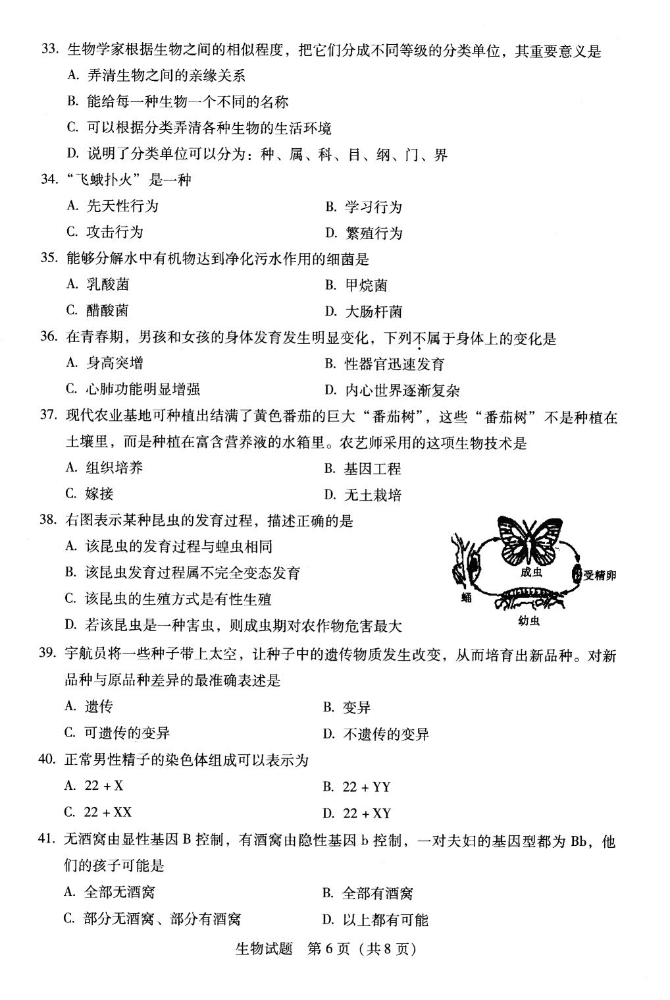 33. 生物学家根据生物之间的相似程度，把它们分成不同等级的分类单位，其重要意义是
A. 弄清生物之间的亲缘关系
B. 能给每一种生物一个不同的名称
C. 可以根据分类弄清各种生物的生活环境
D. 说明了分类单位可以分为：种、属、科、目、纲、门、界
34. “飞蛾扑火”是一种
A. 先天性行为 B. 学习行为
C. 攻击行为 D. 繁殖行为
35. 能够分解水中有机物达到净化污水作用的细菌是
A. 乳酸菌 B. 甲烷菌
C. 醋酸菌 D. 大肠杆菌
36. 在青春期，男孩和女孩的身体发育发生明显变化，下列不属于身体上的变化是
A. 身高突增 B. 性器官迅速发育
C. 心肺功能明显增强 D. 内心世界逐渐复杂
37. 现代农业基地可种植出结满了黄色番茄的巨大“番茄树”，这些“番茄树”不是种植在
土壤里，而是种植在富含营养液的水箱里。农艺师采用的这项生物技术是
A. 组织培养 B. 基因工程
C. 嫁接 D. 无土栽培
38. 右图表示某种昆虫的发育过程，描述正确的是
A. 该昆虫的发育过程与蝗虫相同
B. 该昆虫发育过程属不完全变态发育
C. 该昆虫的生殖方式是有性生殖
D. 若该昆虫是一种害虫，则成虫期对农作物危害最大
成虫
受精卵
蛹
幼虫
39. 宇航员将一些种子带上太空，让种子中的遗传物质发生改变，从而培育出新品种。对新
品种与原品种差异的最准确表述是
A. 遗传 B. 变异
C. 可遗传的变异 D. 不遗传的变异
40. 正常男性精子的染色体组成可以表示为
A. 22 + X B. 22 + YY
C. 22 + XX D. 22 + XY
41. 无酒窝由显性基因 B 控制，有酒窝由隐性基因 b 控制，一对夫妇的基因型都为 Bb，他
们的孩子可能是
A. 全部无酒窝 B. 全部有酒窝
C. 部分无酒窝、部分有酒窝 D. 以上都有可能
生物试题 第 6 页（共 8 页）